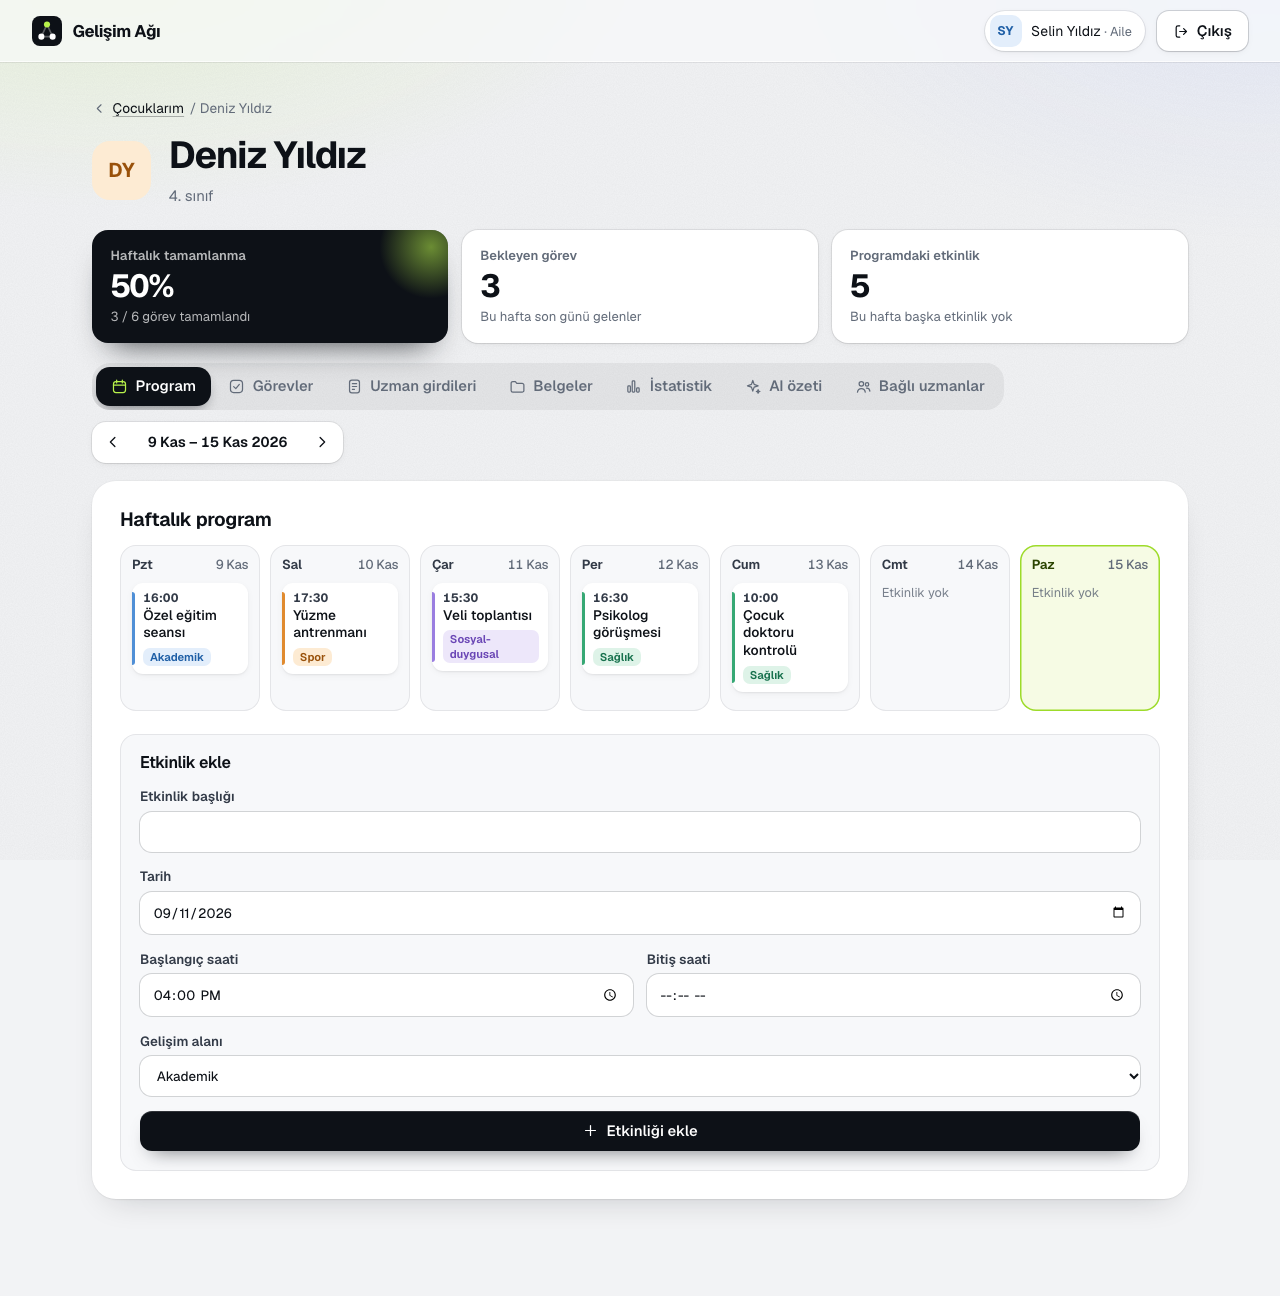 Gelişim Ağı
SY Selin Yıldız · Aile
Çıkış
Çocuklarım / Deniz Yıldız
DY
Deniz Yıldız
4. sınıf
Haftalık tamamlanma
50%
3 / 6 görev tamamlandı
Bekleyen görev
3
Bu hafta son günü gelenler
Programdaki etkinlik
5
Bu hafta başka etkinlik yok
Program
Görevler
Uzman girdileri
Belgeler
İstatistik
AI özeti
Bağlı uzmanlar
9 Kas – 15 Kas 2026
Haftalık program
Pzt 9 Kas
16:00
Özel eğitim
seansı
Akademik
Sal 10 Kas
17:30
Yüzme
antrenmanı
Spor
Çar 11 Kas
15:30
Veli toplantısı
Sosyal-
duygusal
Per 12 Kas
16:30
Psikolog
görüşmesi
Sağlık
Cum 13 Kas
10:00
Çocuk
doktoru
kontrolü
Sağlık
Cmt 14 Kas
Etkinlik yok
Paz 15 Kas
Etkinlik yok
Etkinlik ekle
Etkinlik başlığı
Tarih
09/11/2026
Başlangıç saati
04:00 PM
Bitiş saati
--:-- --
Gelişim alanı
Akademik
Etkinliği ekle